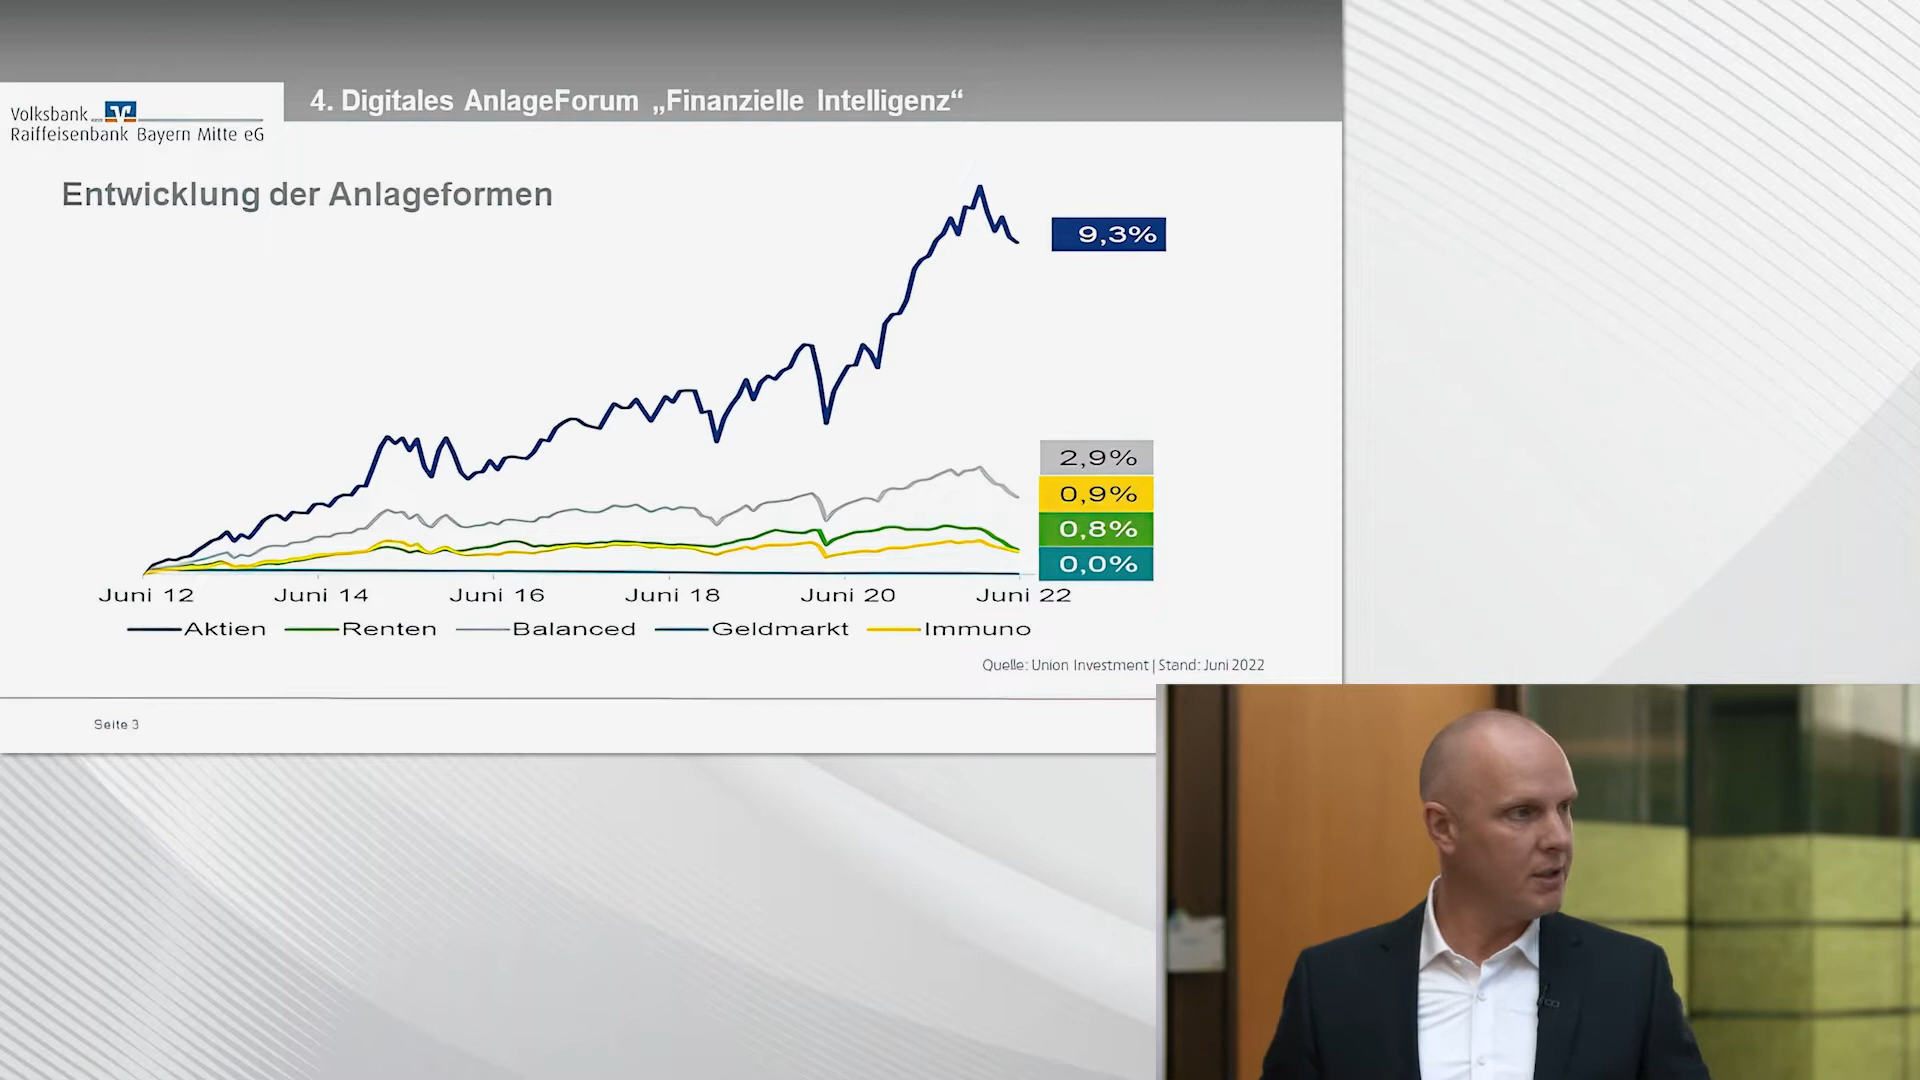 4. Digitales AnlageForum „Finanzielle Intelligenz“
Volksbank
Raiffeisenbank Bayern Mitte eG
Entwicklung der Anlageformen
9,3%
2,9%
0,9%
0,8%
0,0%
Juni 12 Juni 14 Juni 16 Juni 18 Juni 20 Juni 22
Aktien Renten Balanced Geldmarkt Immuno
Quelle: Union Investment | Stand: Juni 2022
Seite 3